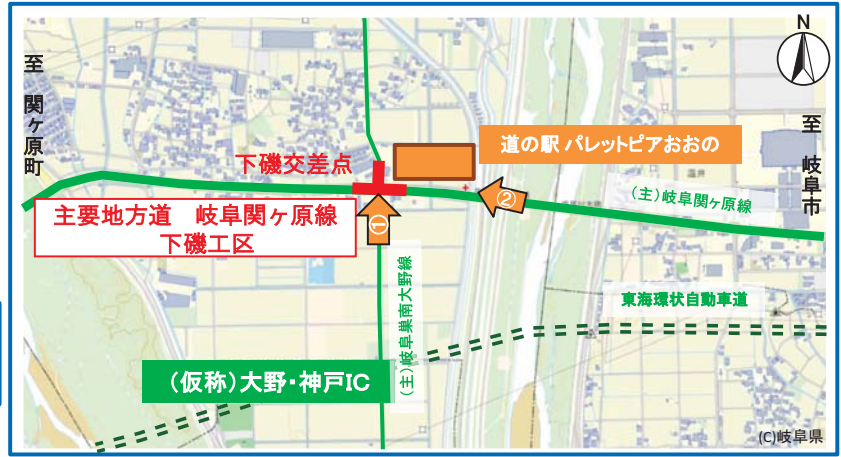 N
至 関ヶ原町
下磯交差点
道の駅 パレットピアおおの
至 岐阜市
主要地方道 岐阜関ヶ原線
下磯工区
①
②
(主)岐阜関ヶ原線
(主)岐阜巣南大野線
東海環状自動車道
(仮称)大野・神戸IC
(C)岐阜県